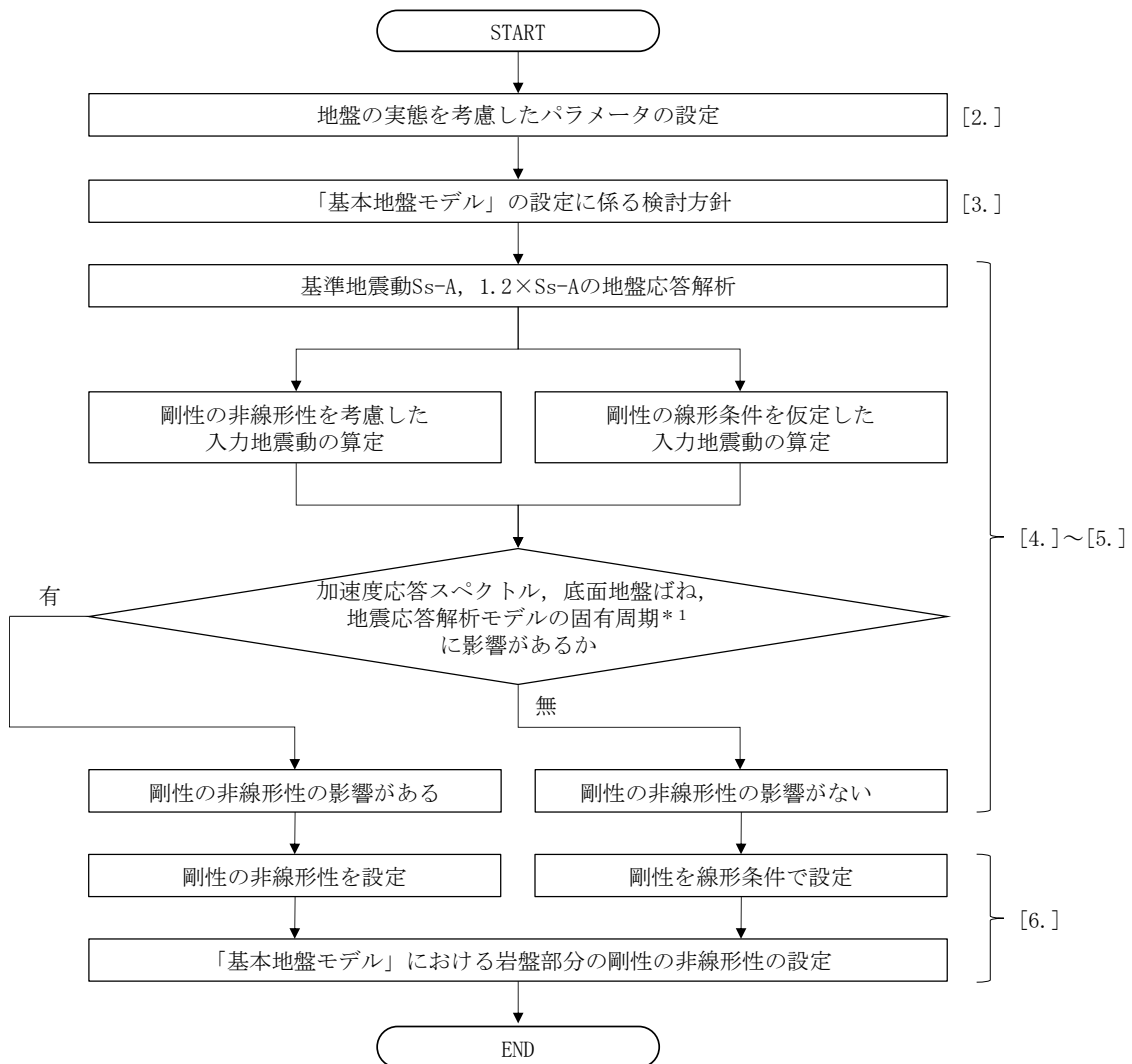 START
地盤の実態を考慮したパラメータの設定
[2.]
「基本地盤モデル」の設定に係る検討方針
[3.]
基準地震動Ss-A, 1.2×Ss-Aの地盤応答解析
剛性の非線形性を考慮した
入力地震動の算定
剛性の線形条件を仮定した
入力地震動の算定
[4.]～[5.]
加速度応答スペクトル, 底面地盤ばね,
地震応答解析モデルの固有周期*1
に影響があるか
有
無
剛性の非線形性の影響がある
剛性の非線形性の影響がない
剛性の非線形性を設定
剛性を線形条件で設定
[6.]
「基本地盤モデル」における岩盤部分の剛性の非線形性の設定
END